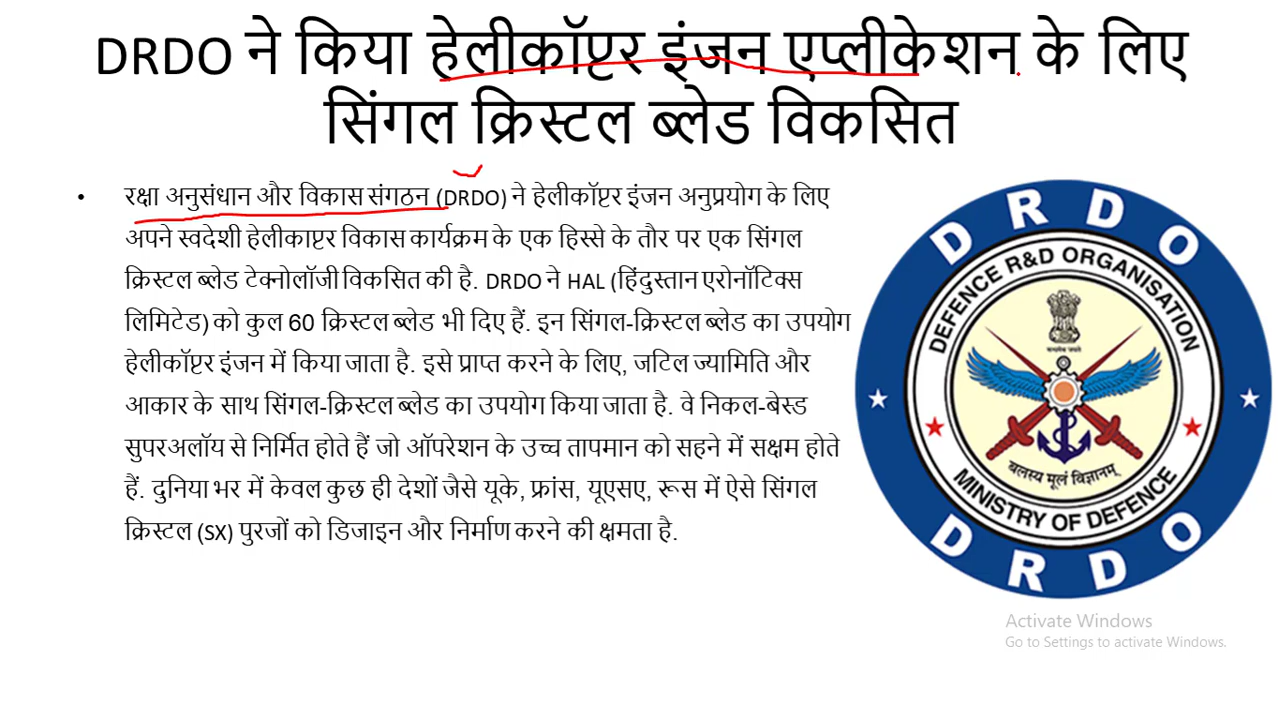 DRDO ने किया हेलीकॉप्टर इंजन एप्लीकेशन के लिए
सिंगल क्रिस्टल ब्लेड विकसित
• रक्षा अनुसंधान और विकास संगठन (DRDO) ने हेलीकॉप्टर इंजन अनुप्रयोग के लिए
अपने स्वदेशी हेलीकाप्टर विकास कार्यक्रम के एक हिस्से के तौर पर एक सिंगल
क्रिस्टल ब्लेड टेक्नोलॉजी विकसित की है. DRDO ने HAL (हिंदुस्तान एरोनॉटिक्स
लिमिटेड) को कुल 60 क्रिस्टल ब्लेड भी दिए हैं. इन सिंगल-क्रिस्टल ब्लेड का उपयोग
हेलीकॉप्टर इंजन में किया जाता है. इसे प्राप्त करने के लिए, जटिल ज्यामिति और
आकार के साथ सिंगल-क्रिस्टल ब्लेड का उपयोग किया जाता है. वे निकल-बेस्ड
सुपरअलॉय से निर्मित होते हैं जो ऑपरेशन के उच्च तापमान को सहने में सक्षम होते
हैं. दुनिया भर में केवल कुछ ही देशों जैसे यूके, फ्रांस, यूएसए, रूस में ऐसे सिंगल
क्रिस्टल (SX) पुरजों को डिजाइन और निर्माण करने की क्षमता है.
DRDO
DEFENCE R&D ORGANISATION
सत्यमेव जयते
बलस्य मूलं विज्ञानम्
MINISTRY OF DEFENCE
DRDO
Activate Windows
Go to Settings to activate Windows.